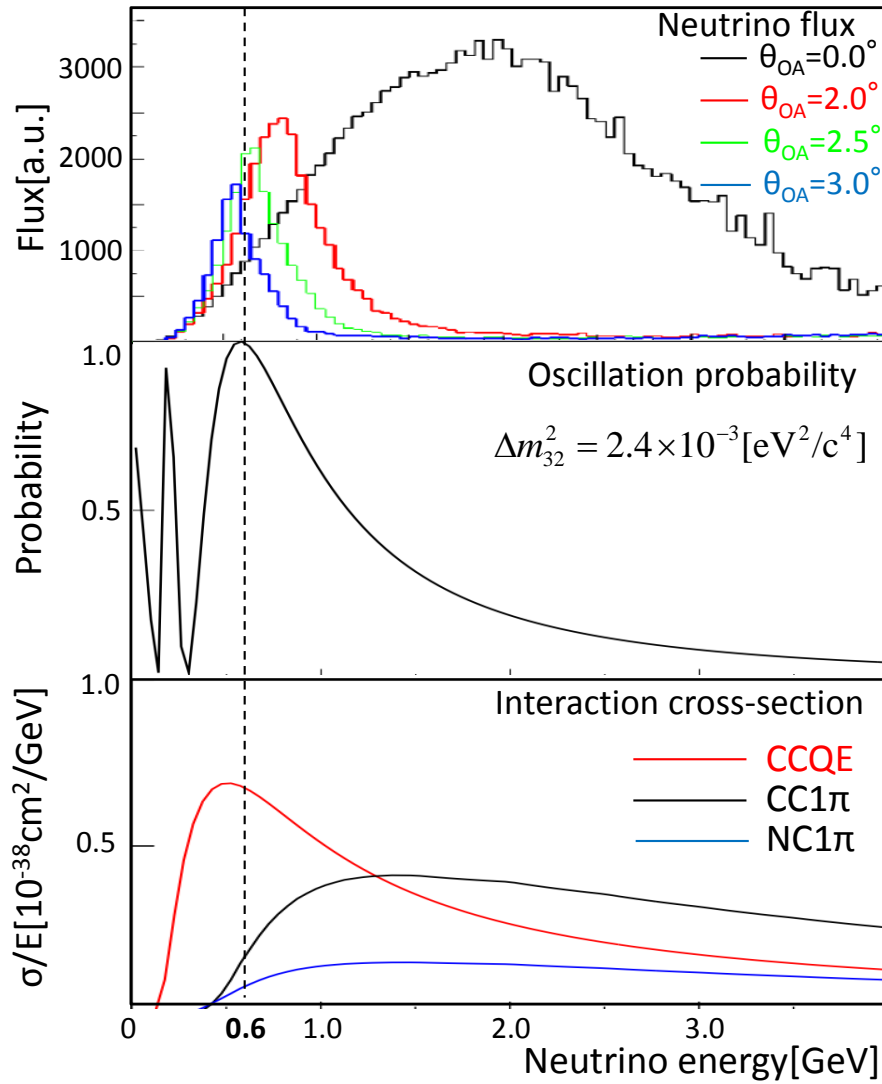 Neutrino flux
θOA=0.0°
θOA=2.0°
θOA=2.5°
θOA=3.0°
Flux[a.u.]
3000
2000
1000
Oscillation probability
Δm²₃₂ = 2.4×10⁻³[eV²/c⁴]
Probability
1.0
0.5
Interaction cross-section
CCQE
CC1π
NC1π
σ/E[10⁻³⁸cm²/GeV]
1.0
0.5
0 0.6 1.0 2.0 3.0
Neutrino energy[GeV]